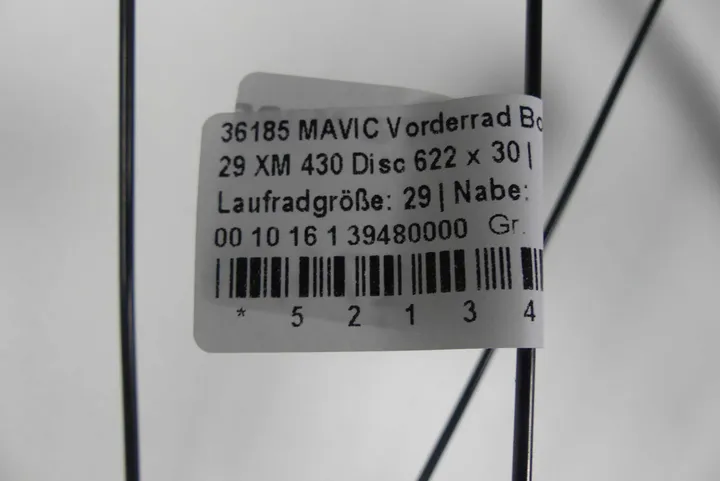 36185 MAVIC Vorderrad Bo
29 XM 430 Disc 622 x 30 |
Laufradgröße: 29 | Nabe:
00 10 16 1 39480000 Gr.
* 5 2 1 3 4